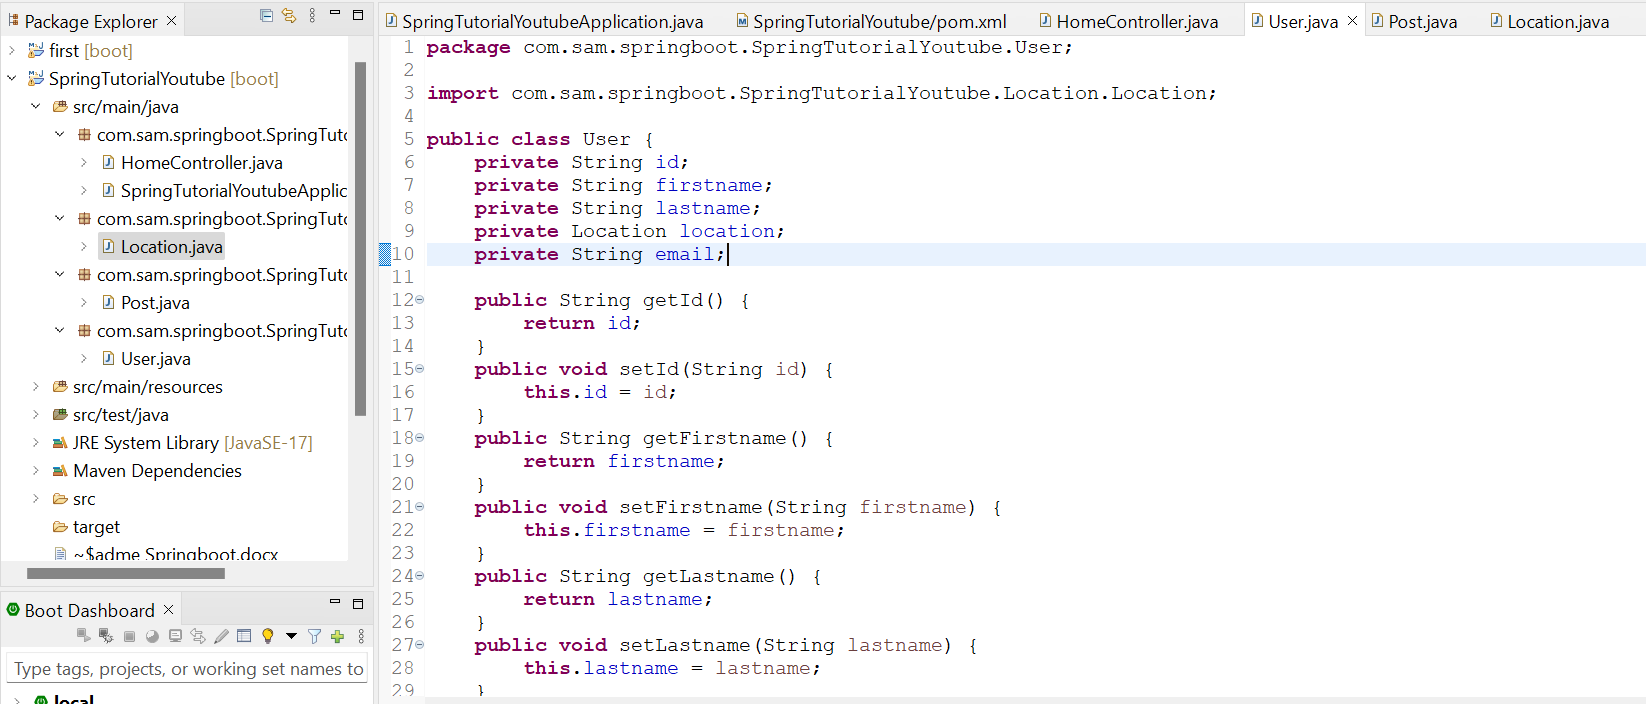 Package Explorer
first [boot]
SpringTutorialYoutube [boot]
src/main/java
com.sam.springboot.SpringTuto
HomeController.java
SpringTutorialYoutubeApplic
com.sam.springboot.SpringTuto
Location.java
com.sam.springboot.SpringTuto
Post.java
com.sam.springboot.SpringTuto
User.java
src/main/resources
src/test/java
JRE System Library [JavaSE-17]
Maven Dependencies
src
target
~$adme Springboot.docx
Boot Dashboard
Type tags, projects, or working set names to
local
SpringTutorialYoutubeApplication.java SpringTutorialYoutube/pom.xml HomeController.java User.java Post.java Location.java
1 package com.sam.springboot.SpringTutorialYoutube.User;
2
3 import com.sam.springboot.SpringTutorialYoutube.Location.Location;
4
5 public class User {
6 private String id;
7 private String firstname;
8 private String lastname;
9 private Location location;
10 private String email;
11
12 public String getId() {
13 return id;
14 }
15 public void setId(String id) {
16 this.id = id;
17 }
18 public String getFirstname() {
19 return firstname;
20 }
21 public void setFirstname(String firstname) {
22 this.firstname = firstname;
23 }
24 public String getLastname() {
25 return lastname;
26 }
27 public void setLastname(String lastname) {
28 this.lastname = lastname;
29 }